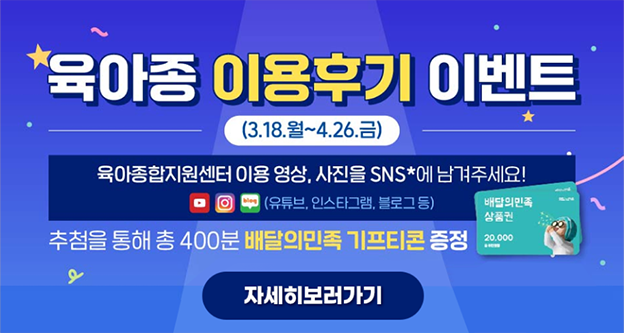 육아종 이용후기 이벤트
(3.18.월~4.26.금)
육아종합지원센터 이용 영상, 사진을 SNS*에 남겨주세요!
blog (유튜브, 인스타그램, 블로그 등)
추첨을 통해 총 400분 배달의민족 기프티콘 증정
배달의민족
상품권
20,000
자세히보러가기